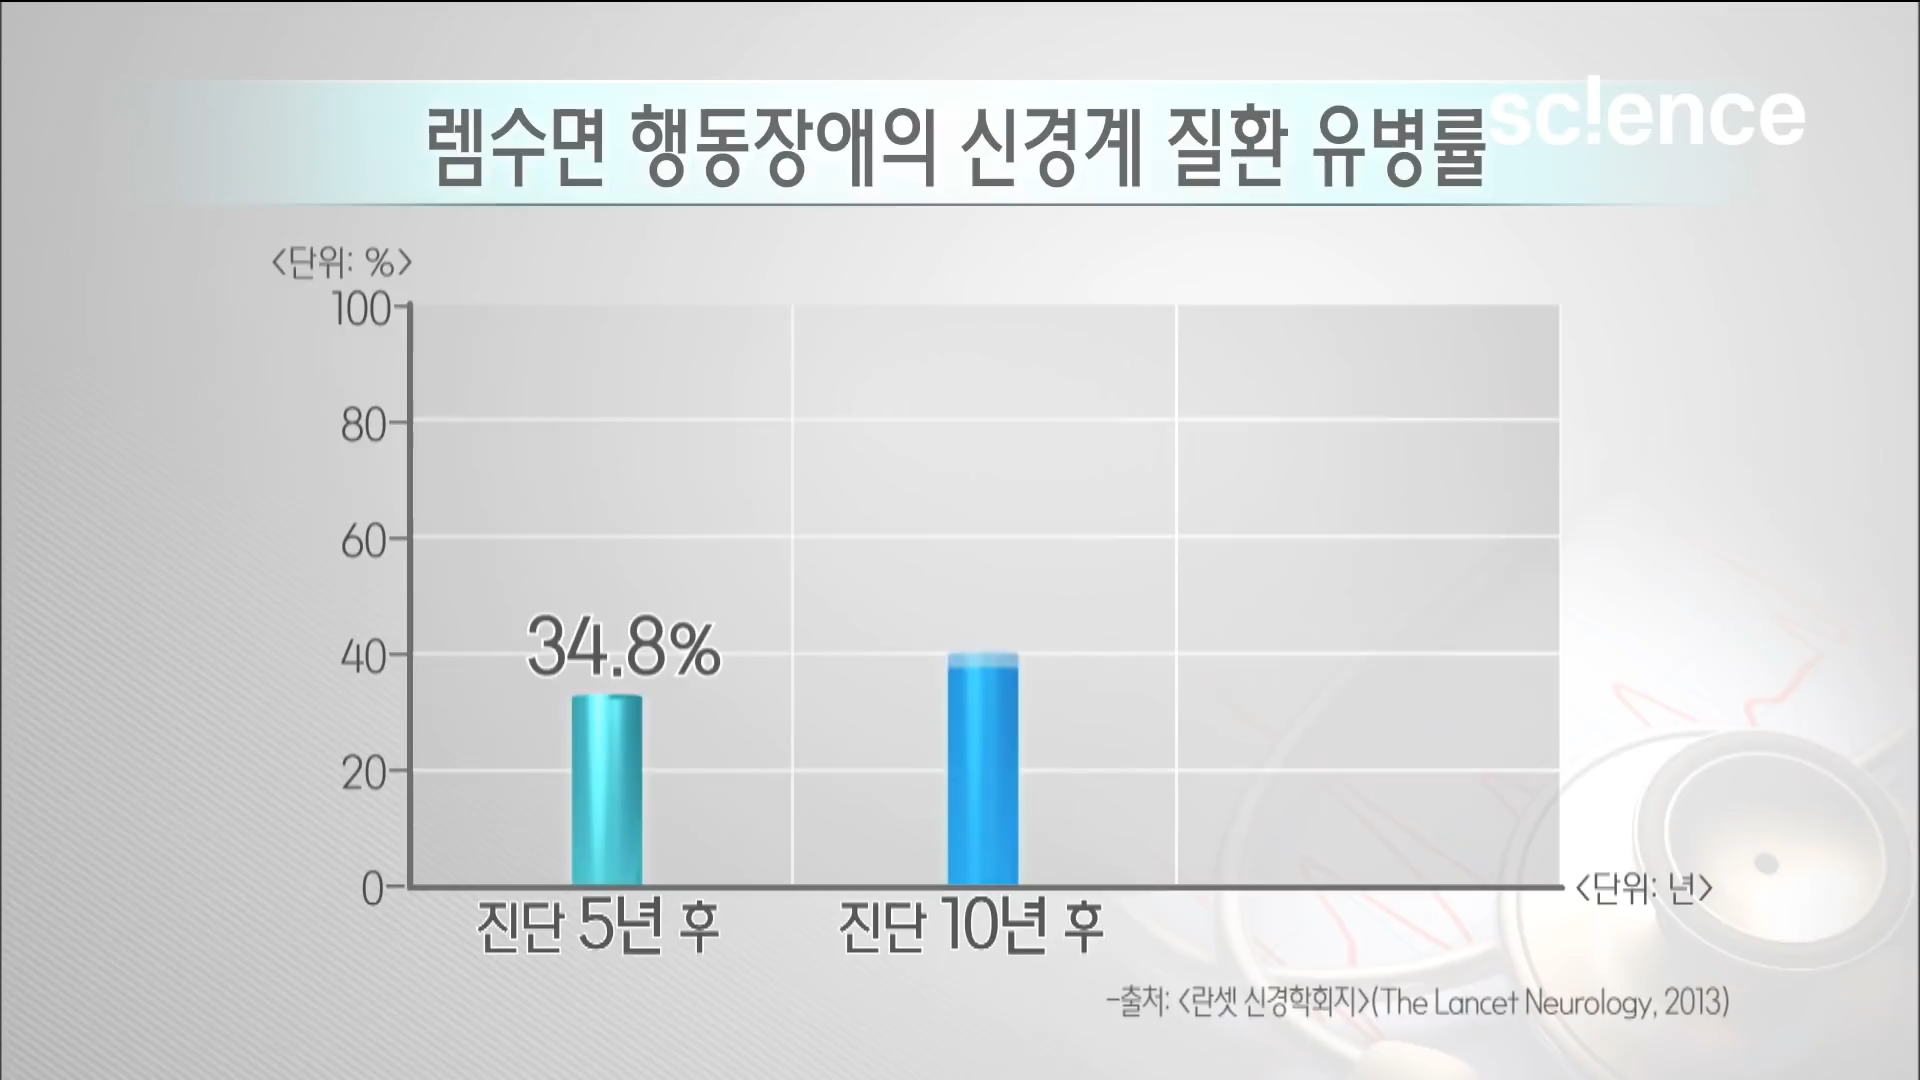 렘수면 행동장애의 신경계 질환 유병률
sc!ence
<단위: %>
100
80
60
40
20
0
34.8%
진단 5년 후
진단 10년 후
<단위: 년>
-출처: <란셋 신경학회지>(The Lancet Neurology, 2013)